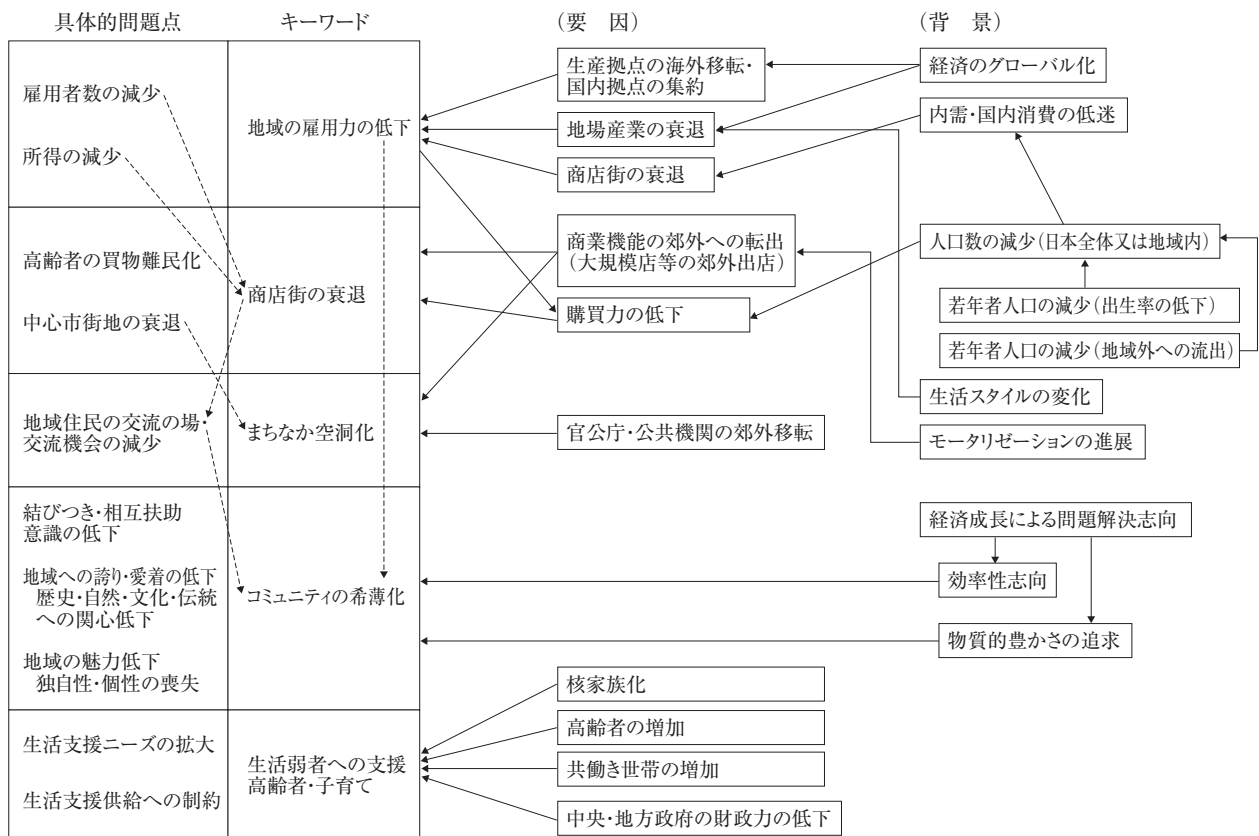 具体的問題点
キーワード
(要　因)
(背　景)
雇用者数の減少
所得の減少
地域の雇用力の低下
高齢者の買物難民化
中心市街地の衰退
商店街の衰退
地域住民の交流の場・
交流機会の減少
まちなか空洞化
結びつき・相互扶助
意識の低下
地域への誇り・愛着の低下
歴史・自然・文化・伝統
への関心低下
地域の魅力低下
独自性・個性の喪失
コミュニティの希薄化
生活支援ニーズの拡大
生活支援供給への制約
生活弱者への支援
高齢者・子育て
生産拠点の海外移転・
国内拠点の集約
地場産業の衰退
商店街の衰退
商業機能の郊外への転出
(大規模店等の郊外出店)
購買力の低下
官公庁・公共機関の郊外移転
核家族化
高齢者の増加
共働き世帯の増加
中央・地方政府の財政力の低下
経済のグローバル化
内需・国内消費の低迷
人口数の減少(日本全体又は地域内)
若年者人口の減少(出生率の低下)
若年者人口の減少(地域外への流出)
生活スタイルの変化
モータリゼーションの進展
経済成長による問題解決志向
効率性志向
物質的豊かさの追求